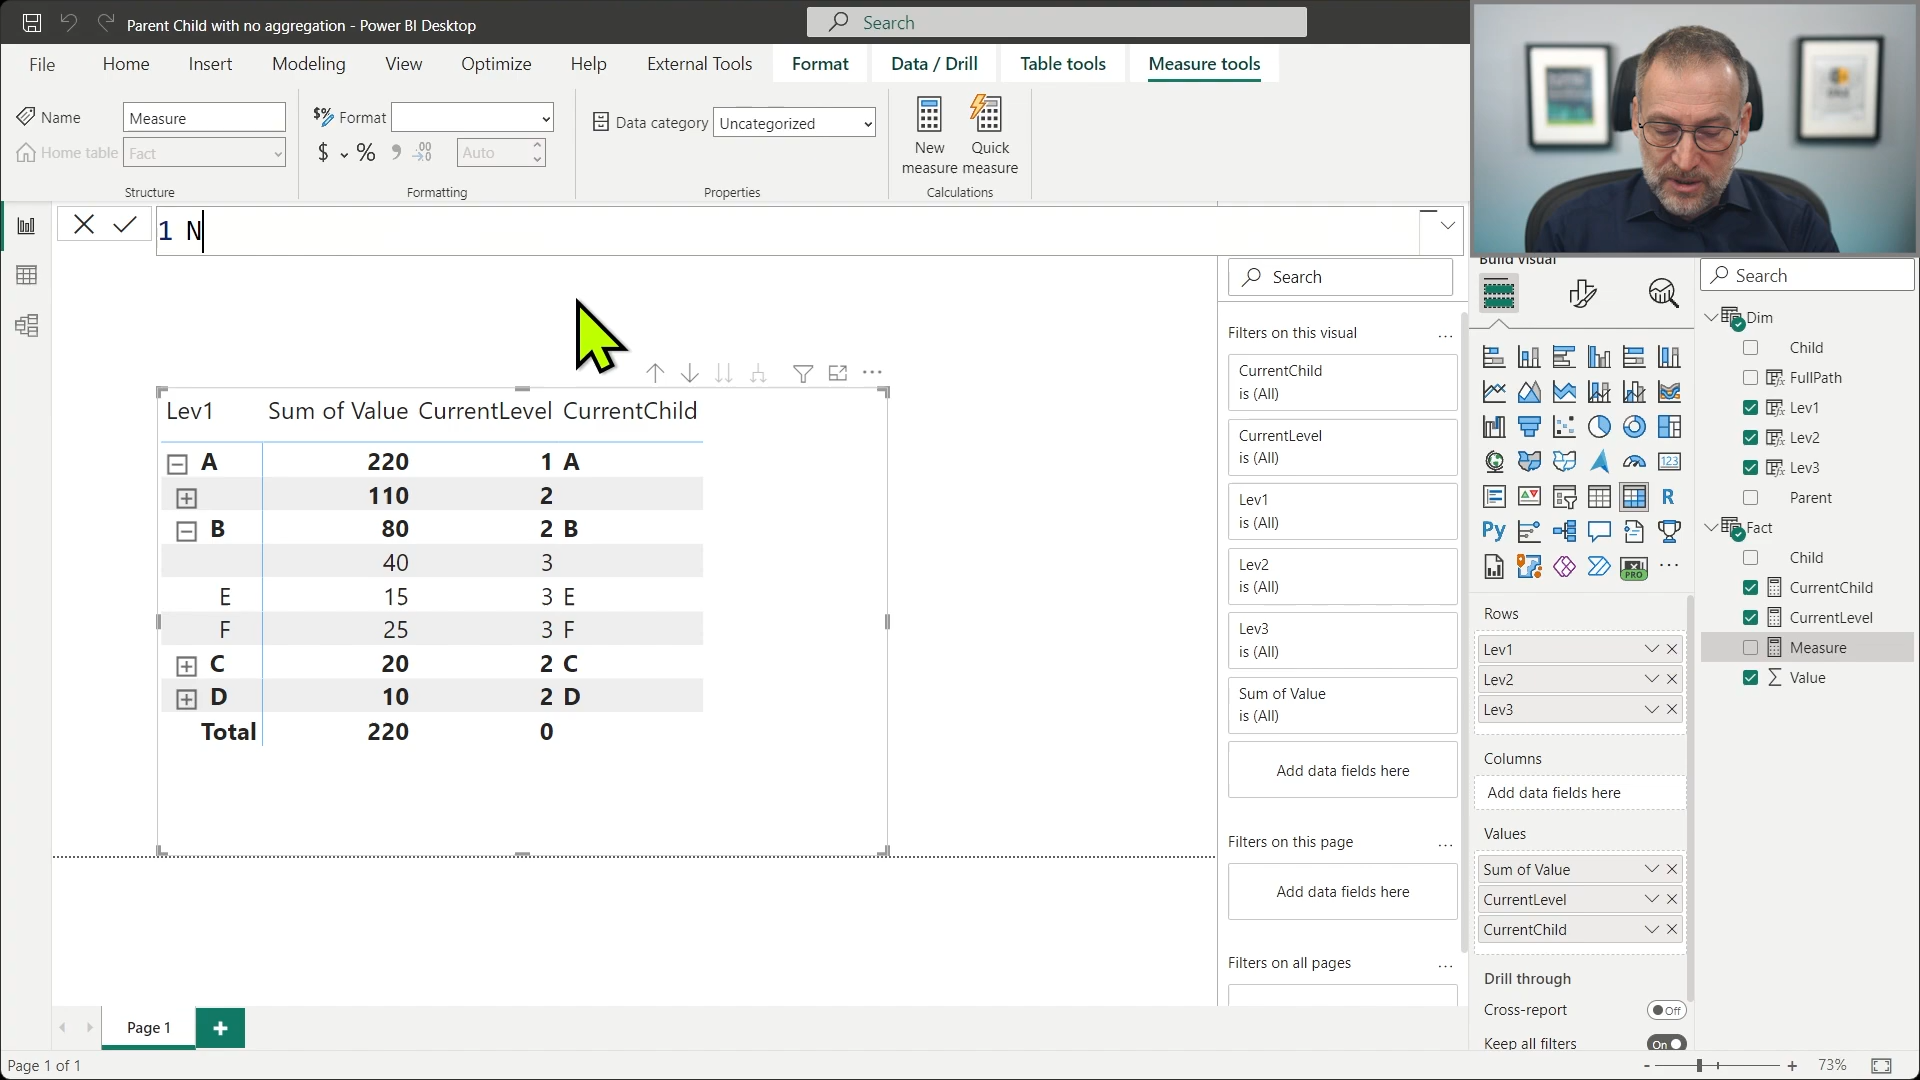 Parent Child with no aggregation - Power BI Desktop
Search
File Home Insert Modeling View Optimize Help External Tools Format Data / Drill Table tools Measure tools
Name Measure
Home table Fact
Structure
$% Format
$ % 9 .00 →.0 Auto
Formatting
Data category Uncategorized
Properties
New measure
Quick measure
Calculations
1 N
Lev1 Sum of Value CurrentLevel CurrentChild
A 220 1 A
110 2
B 80 2 B
40 3
E 15 3 E
F 25 3 F
C 20 2 C
D 10 2 D
Total 220 0
Search
Filters on this visual ...
CurrentChild
is (All)
CurrentLevel
is (All)
Lev1
is (All)
Lev2
is (All)
Lev3
is (All)
Sum of Value
is (All)
Add data fields here
Filters on this page ...
Add data fields here
Filters on all pages ...
Build visual
123
R
Py
PRO
...
Rows
Lev1
Lev2
Lev3
Columns
Add data fields here
Values
Sum of Value
CurrentLevel
CurrentChild
Drill through
Cross-report Off
Keep all filters On
Search
Dim
Child
FullPath
Lev1
Lev2
Lev3
Parent
Fact
Child
CurrentChild
CurrentLevel
Measure
Value
Page 1
Page 1 of 1
- + 73%